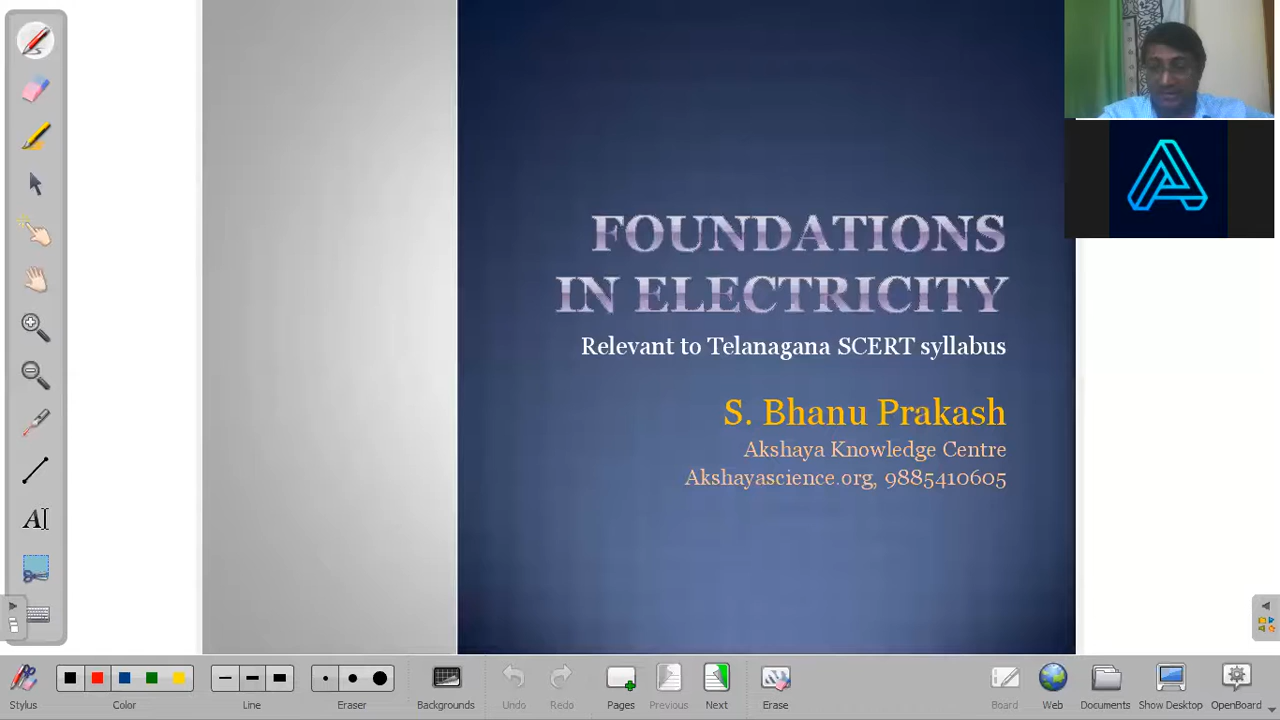 FOUNDATIONS
IN ELECTRICITY
Relevant to Telanagana SCERT syllabus
S. Bhanu Prakash
Akshaya Knowledge Centre
Akshayascience.org, 9885410605
A
Stylus
Color
Line
Eraser
Backgrounds
Undo
Redo
Pages
Previous
Next
Erase
Board
Web
Documents
Show Desktop
OpenBoard